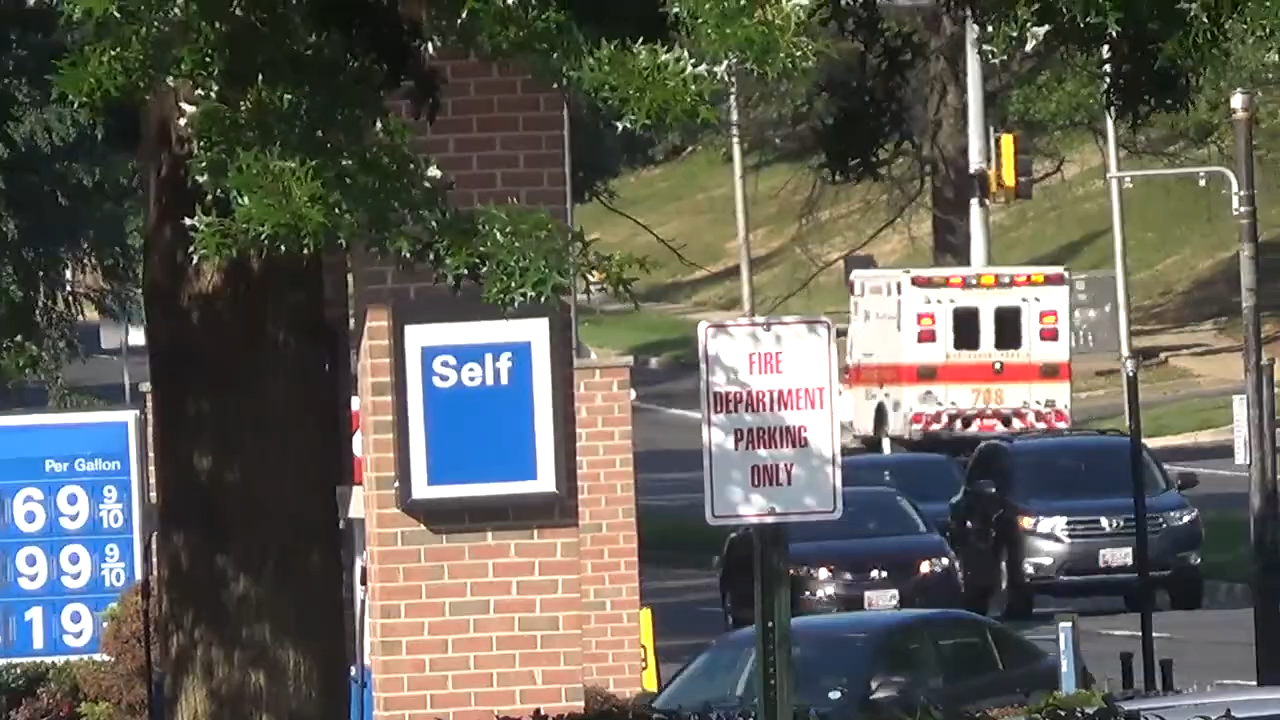 Self
Per Gallon
69 9/10
99 9/10
19
FIRE
DEPARTMENT
PARKING
ONLY
708